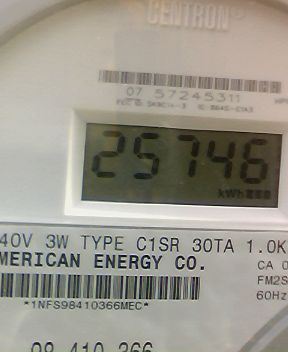 CENTRON®
07 57245311
25746
kWh
40V 3W TYPE C1SR 30TA 1.0K
MERICAN ENERGY CO.
CA 0
FM2S
60Hz
*1NFS98410366MEC*
98 410 366